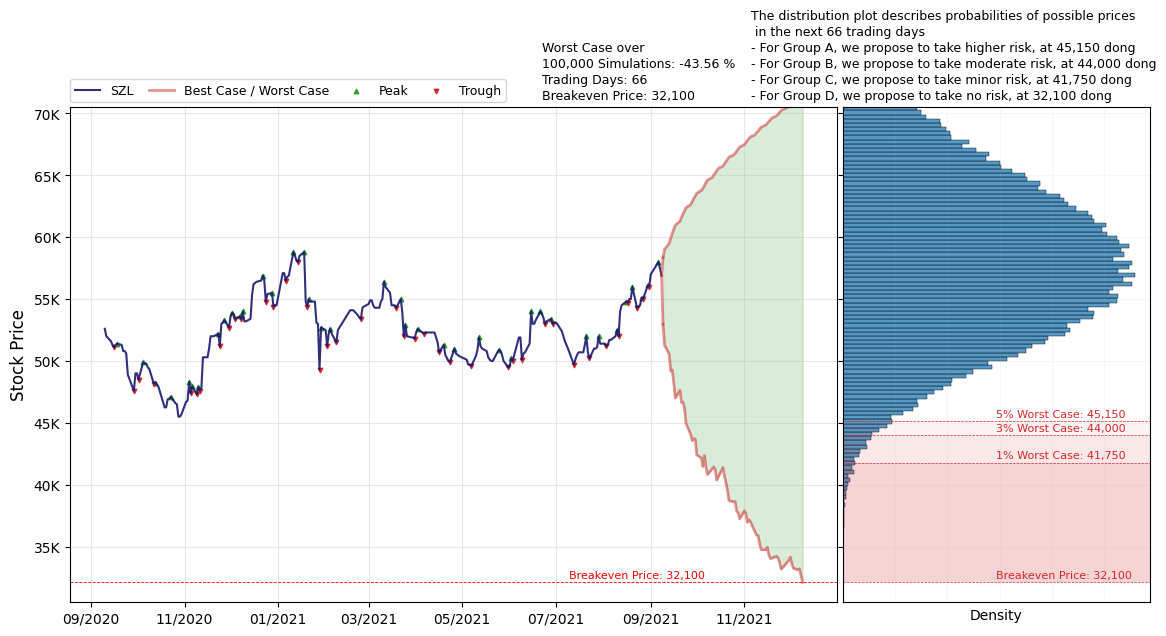 The distribution plot describes probabilities of possible prices
in the next 66 trading days
- For Group A, we propose to take higher risk, at 45,150 dong
- For Group B, we propose to take moderate risk, at 44,000 dong
- For Group C, we propose to take minor risk, at 41,750 dong
- For Group D, we propose to take no risk, at 32,100 dong
Worst Case over
100,000 Simulations: -43.56 %
Trading Days: 66
Breakeven Price: 32,100
SZL
Best Case / Worst Case
Peak
Trough
Stock Price
70K
65K
60K
55K
50K
45K
40K
35K
Breakeven Price: 32,100
09/2020
11/2020
01/2021
03/2021
05/2021
07/2021
09/2021
11/2021
5% Worst Case: 45,150
3% Worst Case: 44,000
1% Worst Case: 41,750
Breakeven Price: 32,100
Density